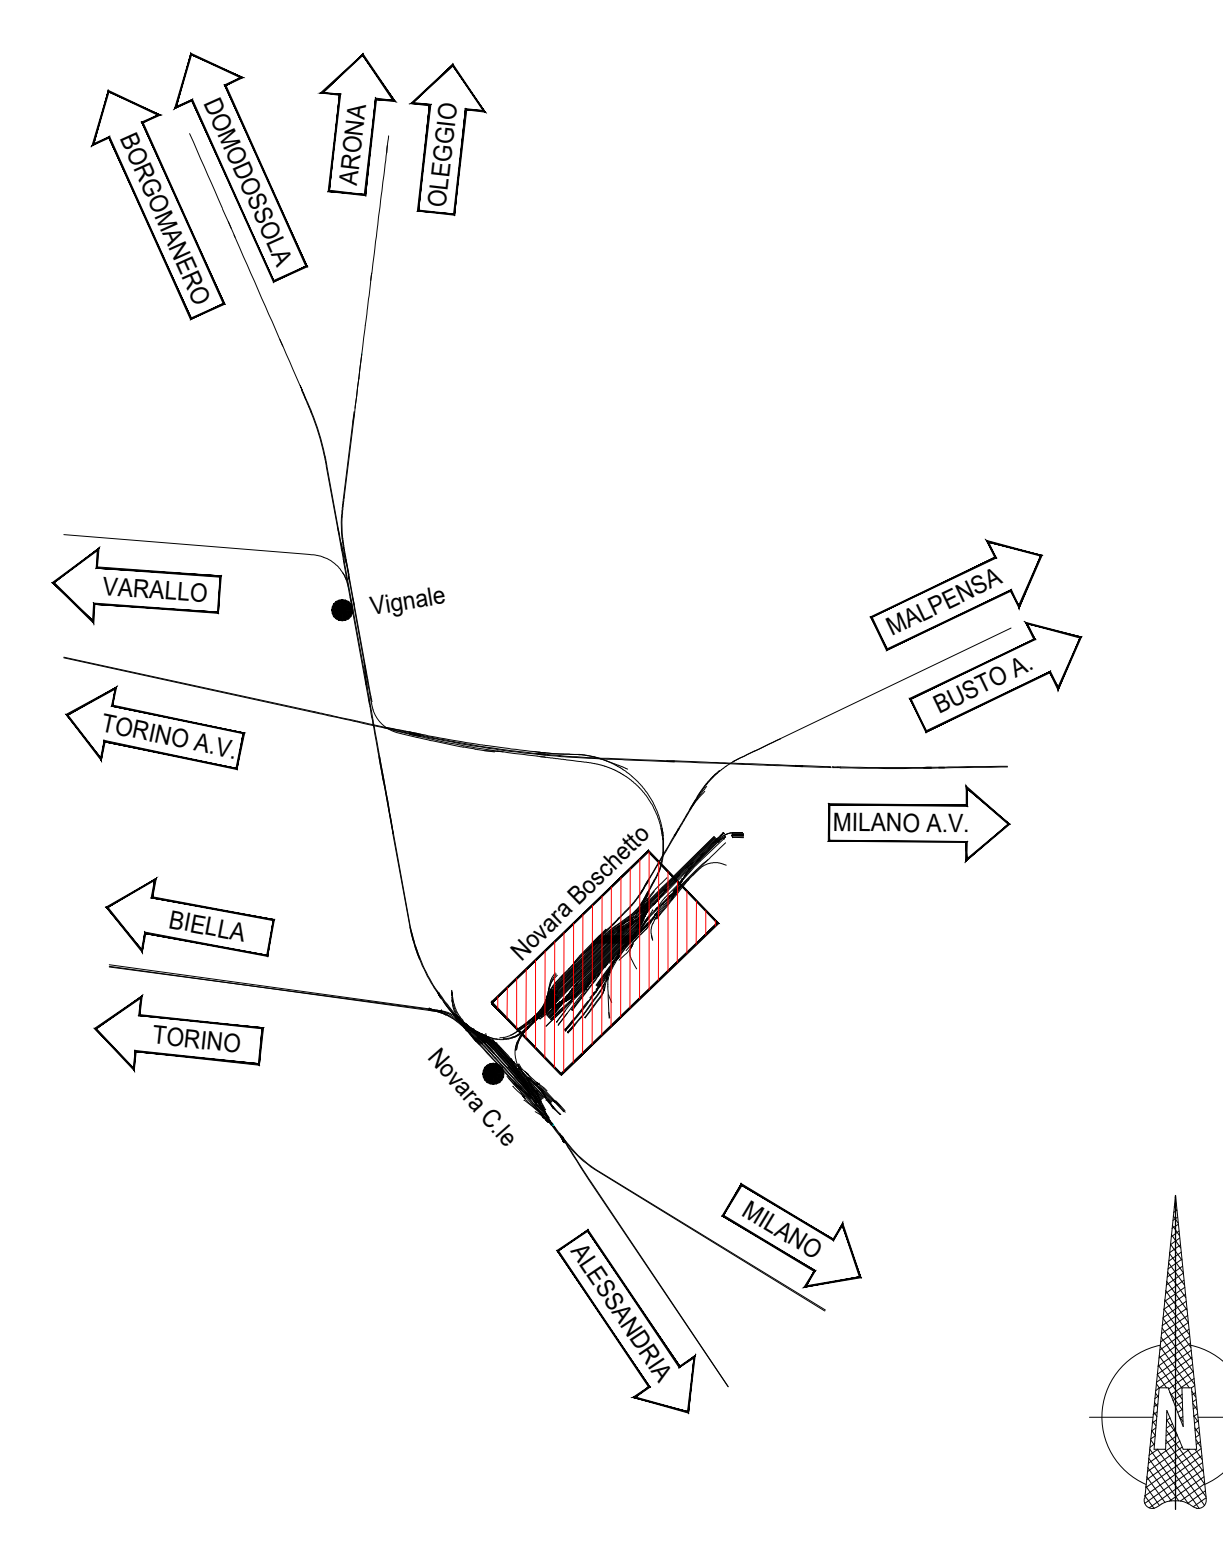 DOMODOSSOLA
BORGOMANERO
ARONA
OLEGGIO
VARALLO
Vignale
MALPENSA
BUSTO A.
TORINO A.V.
MILANO A.V.
Novara Boschetto
BIELLA
TORINO
Novara C.le
MILANO
ALESSANDRIA
N